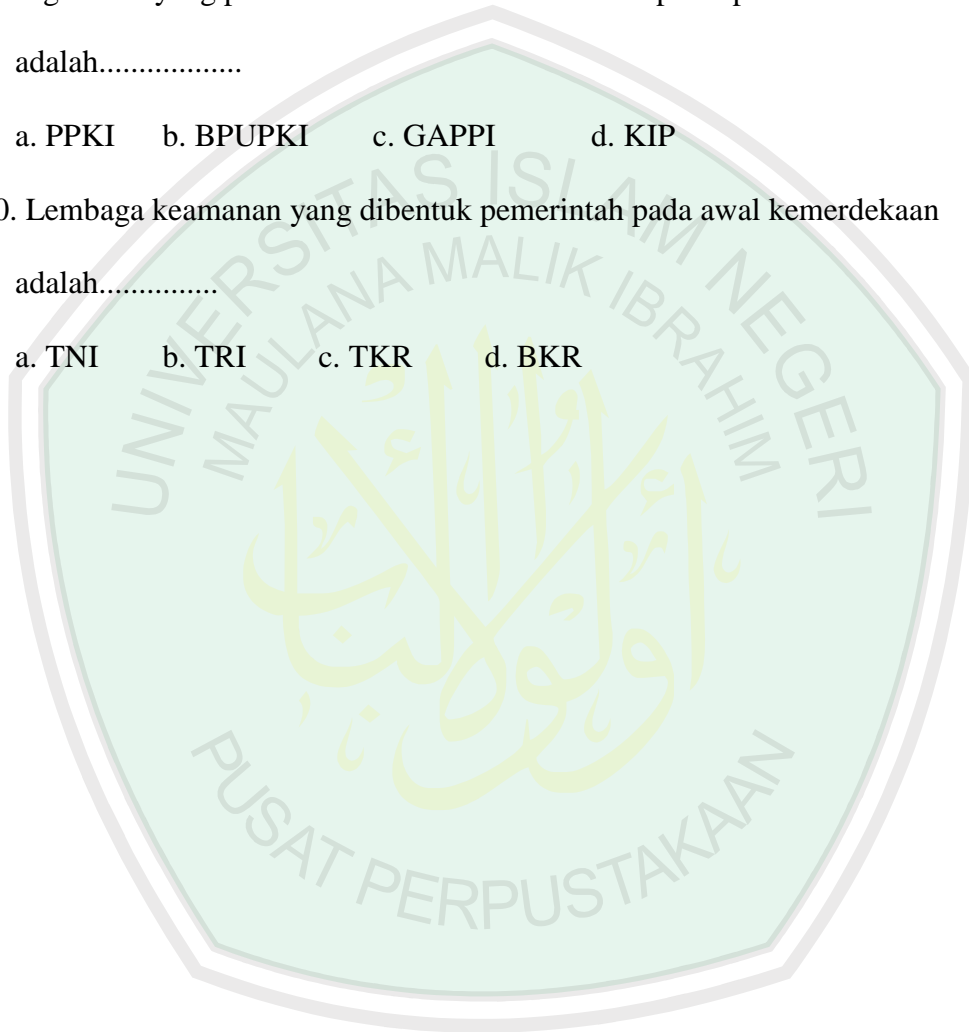 adalah..................
a. PPKI b. BPUPKI c. GAPPI d. KIP
0. Lembaga keamanan yang dibentuk pemerintah pada awal kemerdekaan
adalah...............
a. TNI b. TRI c. TKR d. BKR
UNIVERSITAS ISLAM NEGERI
MAULANA MALIK IBRAHIM
PUSAT PERPUSTAKAAN